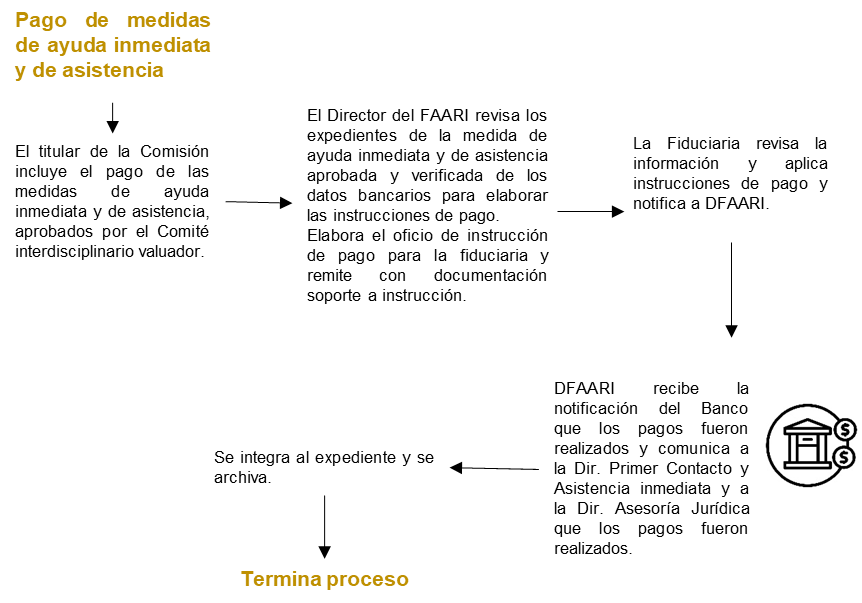 Pago de medidas
de ayuda inmediata
y de asistencia
El titular de la Comisión
incluye el pago de las
medidas de ayuda
inmediata y de asistencia,
aprobados por el Comité
interdisciplinario valuador.
El Director del FAARI revisa los
expedientes de la medida de
ayuda inmediata y de asistencia
aprobada y verificada de los
datos bancarios para elaborar
las instrucciones de pago.
Elabora el oficio de instrucción
de pago para la fiduciaria y
remite con documentación
soporte a instrucción.
La Fiduciaria revisa la
información y aplica
instrucciones de pago y
notifica a DFAARI.
DFAARI recibe la
notificación del Banco
que los pagos fueron
realizados y comunica a
la Dir. Primer Contacto y
Asistencia inmediata y a
la Dir. Asesoría Jurídica
que los pagos fueron
realizados.
$
$
Se integra al expediente y se
archiva.
Termina proceso